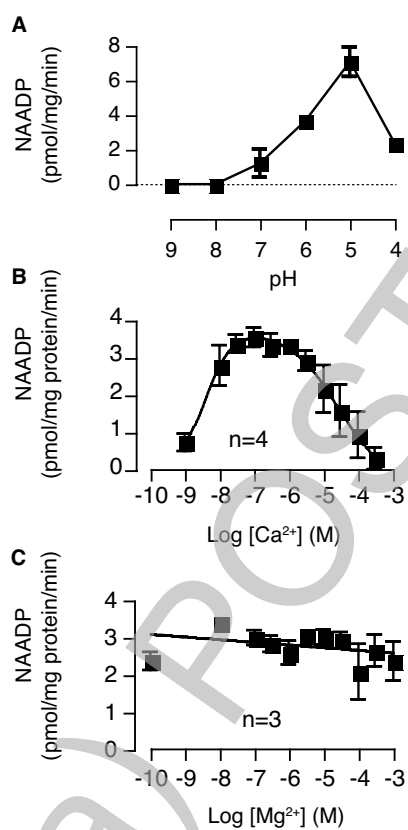 A
NAADP
(pmol/mg/min)
8
6
4
2
0
9 8 7 6 5 4
pH
B
NAADP
(pmol/mg protein/min)
4
3
2
1
0
n=4
-10 -9 -8 -7 -6 -5 -4 -3
Log [Ca²⁺] (M)
C
NAADP
(pmol/mg protein/min)
4
3
2
1
0
n=3
-10 -9 -8 -7 -6 -5 -4 -3
Log [Mg²⁺] (M)
) POST